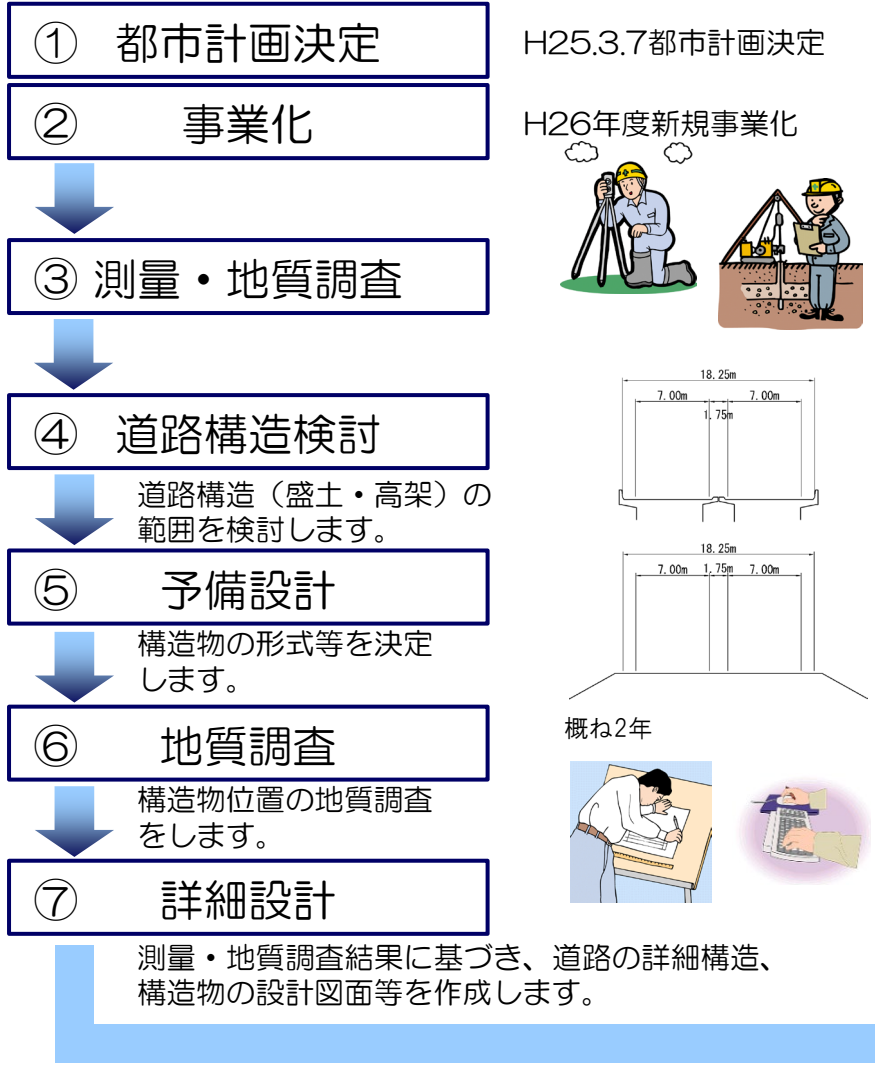 ① 都市計画決定
H25.3.7都市計画決定
② 事業化
H26年度新規事業化
③ 測量・地質調査
④ 道路構造検討
18.25m
7.00m 7.00m
1.75m
道路構造（盛土・高架）の
範囲を検討します。
18.25m
7.00m 1.75m 7.00m
⑤ 予備設計
構造物の形式等を決定
します。
⑥ 地質調査
概ね2年
構造物位置の地質調査
をします。
⑦ 詳細設計
測量・地質調査結果に基づき、道路の詳細構造、
構造物の設計図面等を作成します。